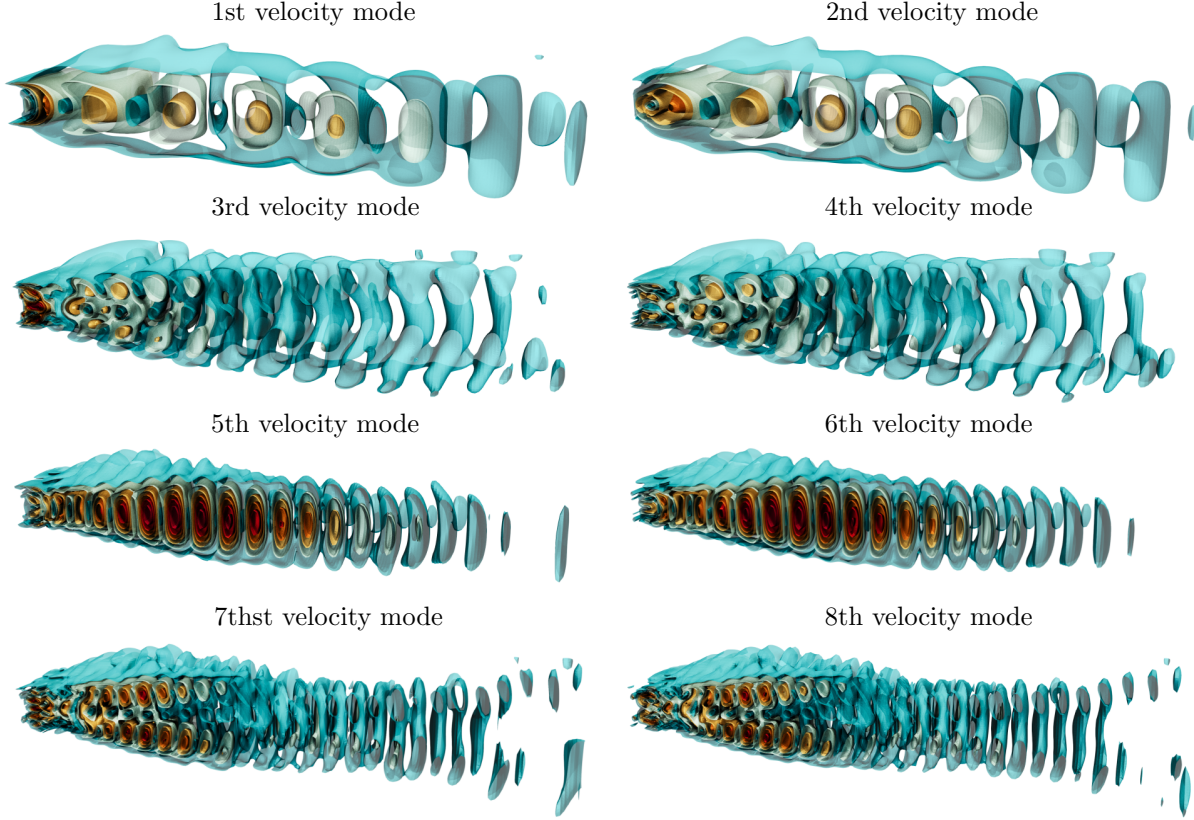 1st velocity mode
2nd velocity mode
3rd velocity mode
4th velocity mode
5th velocity mode
6th velocity mode
7thst velocity mode
8th velocity mode